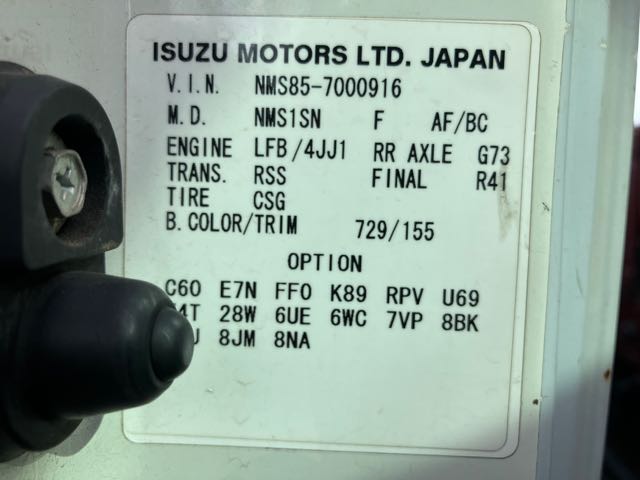 ISUZU MOTORS LTD. JAPAN
V.I.N. NMS85-7000916
M.D. NMS1SN F AF/BC
ENGINE LFB/4JJ1 RR AXLE G73
TRANS. RSS FINAL R41
TIRE CSG
B.COLOR/TRIM 729/155
OPTION
C60 E7N FF0 K89 RPV U69
28W 6UE 6WC 7VP 8BK
8JM 8NA